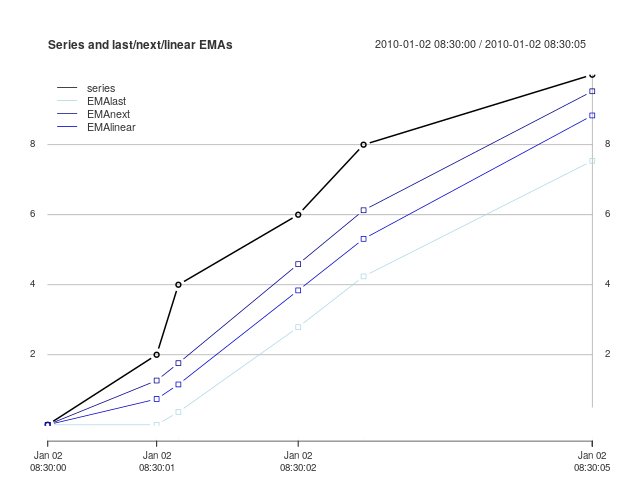 Series and last/next/linear EMAs
2010-01-02 08:30:00 / 2010-01-02 08:30:05
series
EMAlast
EMAnext
EMAlinear
8 8
6 6
4 4
2 2
Jan 02 Jan 02 Jan 02 Jan 02
08:30:00 08:30:01 08:30:02 08:30:05